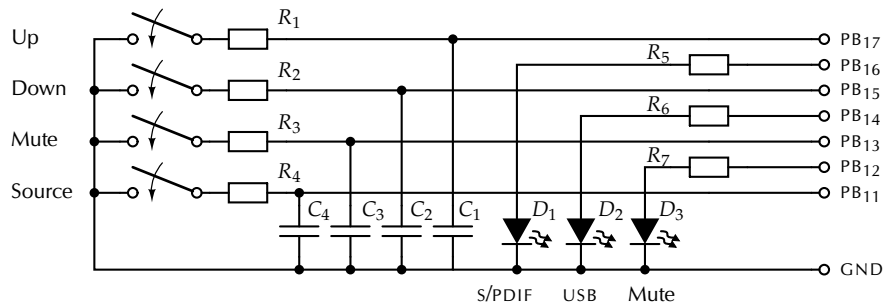 Up R1 PB17
R5 PB16
Down R2 PB15
R6 PB14
Mute R3 PB13
R7 PB12
Source R4 PB11
C4 C3 C2 C1 D1 D2 D3
GND
S/PDIF USB Mute